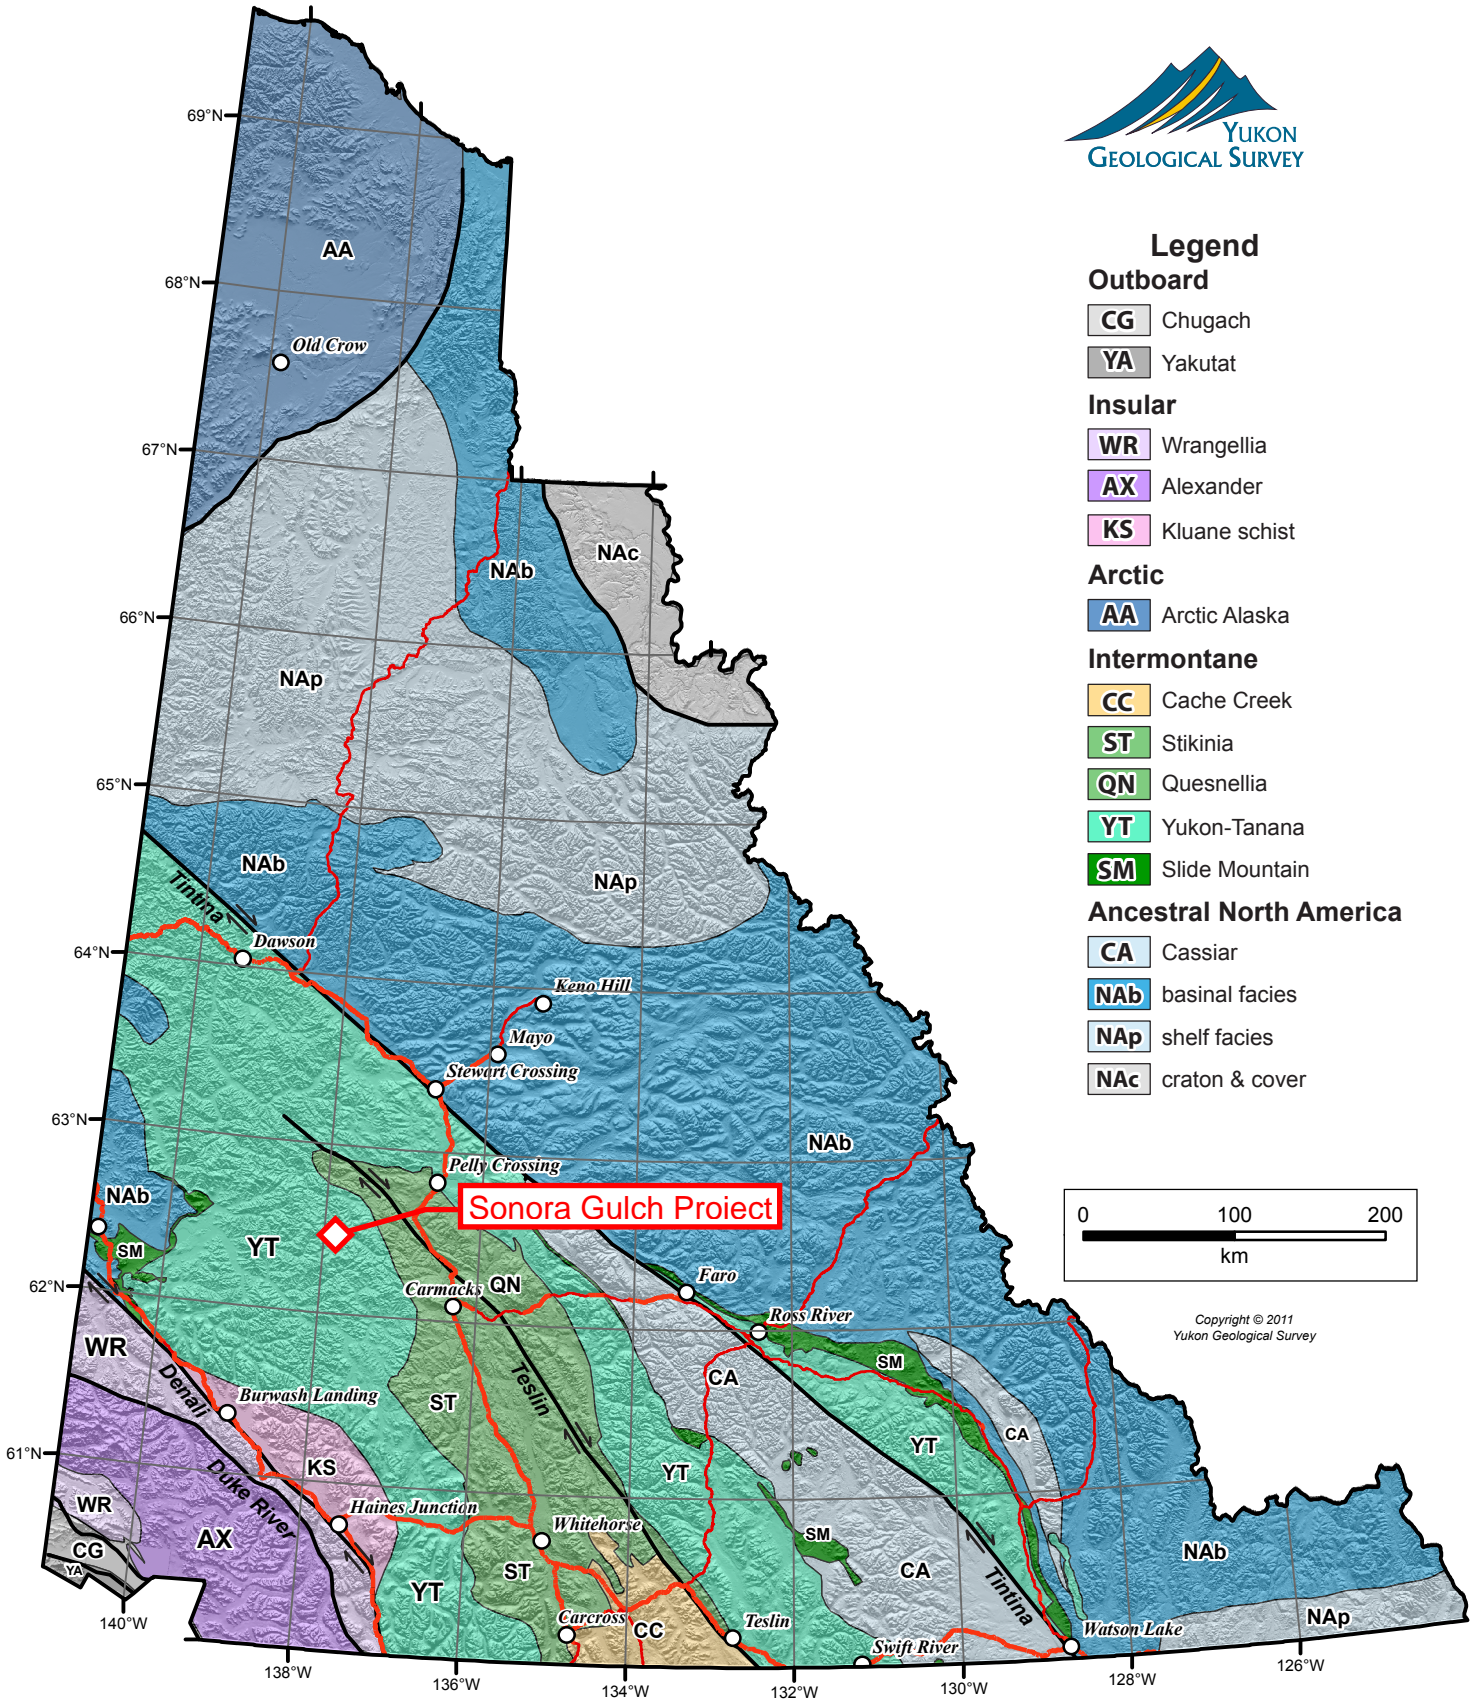 YUKON
GEOLOGICAL SURVEY
Legend
Outboard
CG Chugach
YA Yakutat
Insular
WR Wrangellia
AX Alexander
KS Kluane schist
Arctic
AA Arctic Alaska
Intermontane
CC Cache Creek
ST Stikinia
QN Quesnellia
YT Yukon-Tanana
SM Slide Mountain
Ancestral North America
CA Cassiar
NAb basinal facies
NAp shelf facies
NAc craton & cover
0 100 200
km
Copyright © 2011
Yukon Geological Survey
69°N
AA
68°N
Old Crow
67°N
NAc
NAb
66°N
NAp
65°N
NAb
NAp
Tintina
Dawson
64°N
Keno Hill
Mayo
Stewart Crossing
63°N
NAb
Pelly Crossing
NAb
Sonora Gulch Proiect
YT
SM
62°N
Faro
QN
Carmacks
Ross River
WR
SM
Denali
CA
Teslin
Burwash Landing
ST
CA
YT
61°N
KS
YT
Duke River
WR
Haines Junction
Whitehorse
SM
AX
CG
NAb
YA
ST
CA
YT
Tintina
140°W
Carcross
CC
Teslin
NAp
Watson Lake
Swift River
138°W
136°W
134°W
132°W
130°W
128°W
126°W